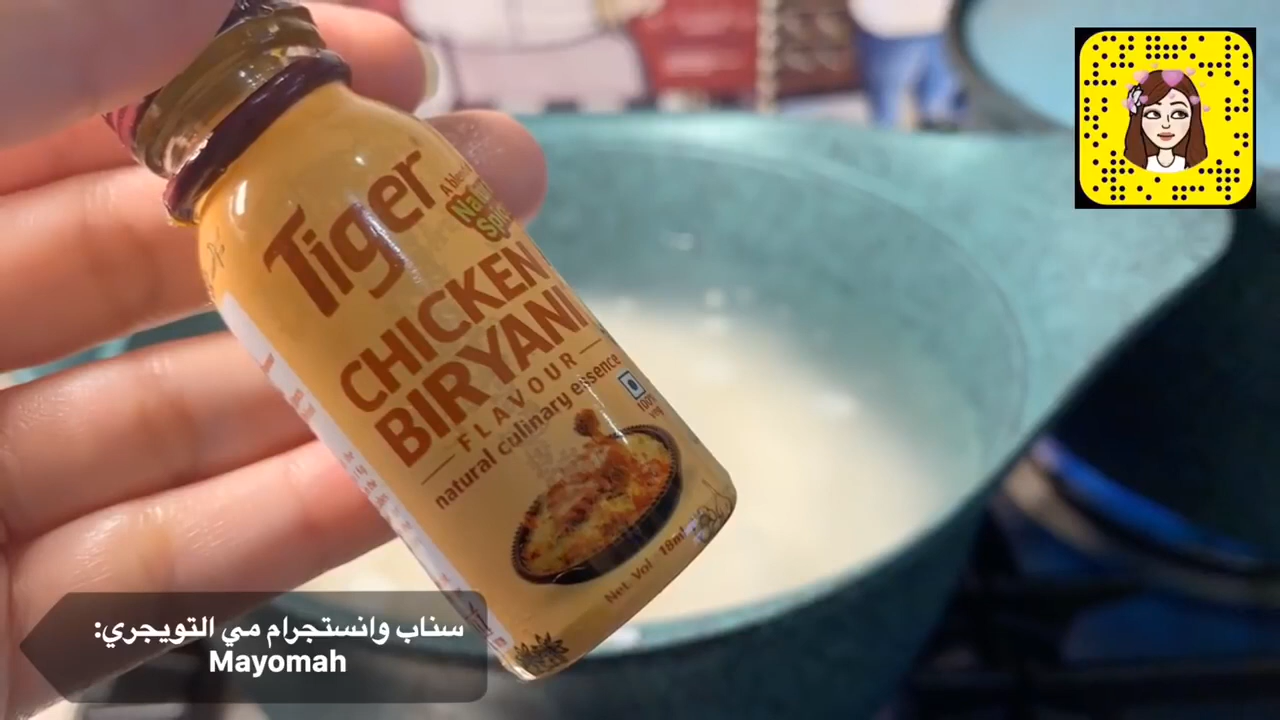 Tiger
CHICKEN
BIRYANI
FLAVOUR
natural culinary essence
100%
veg
Net. Vol - 18ml
سناب وانستجرام مي التويجري:
Mayomah